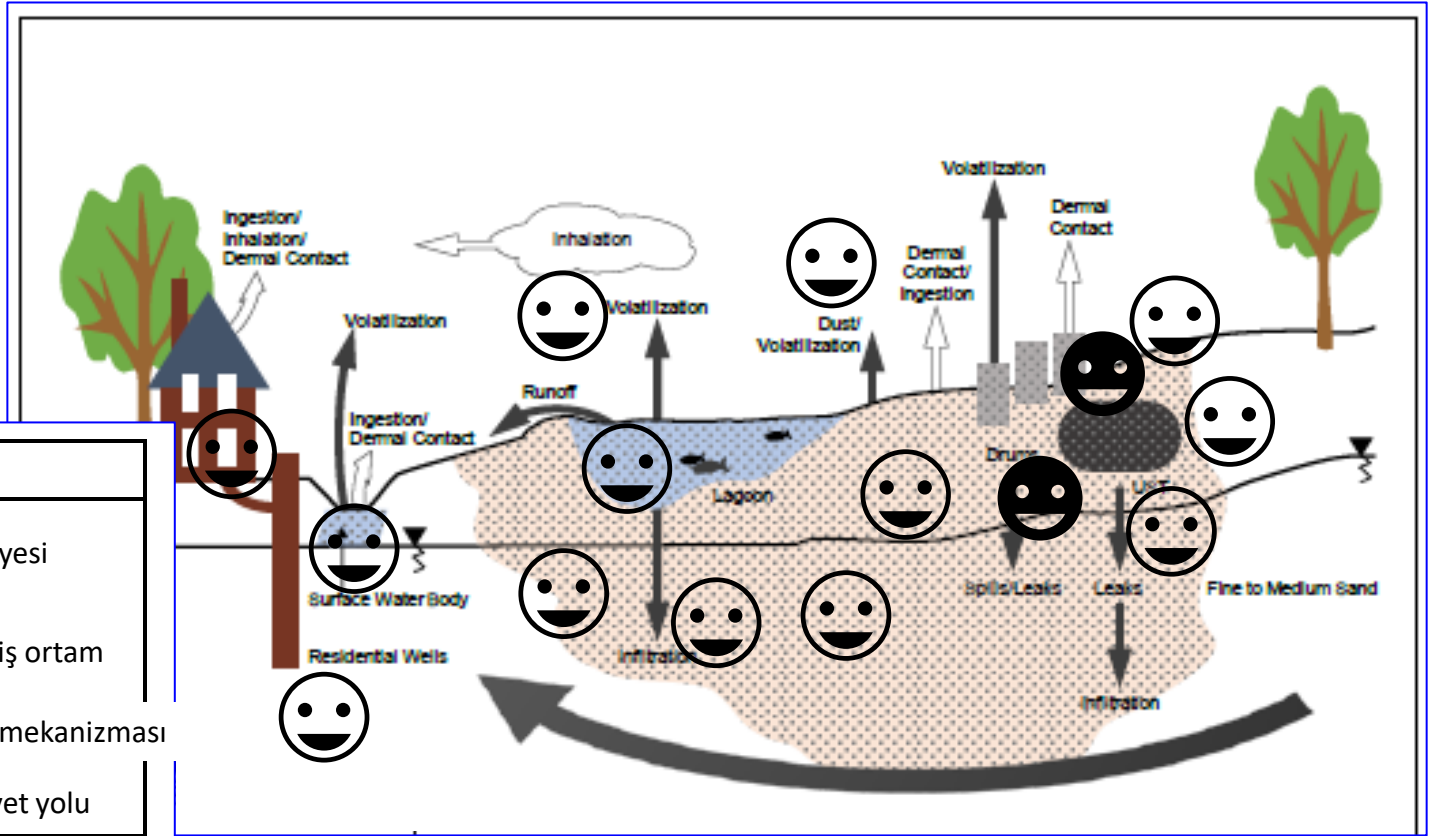 Volatilization
Dermal
Contact
Ingestion/
Inhalation/
Dermal Contact
Inhalation
Dermal
Contact/
Ingestion
Volatilization
Volatilization
Dust/
Volatilization
Runoff
Ingestion/
Dermal Contact
Drums
Lagoon
UST
yesi
Spills/Leaks
Leaks
Fine to Medium Sand
Surface Water Body
iş ortam
Residential Wells
Infiltration
Infiltration
mekanizması
yet yolu